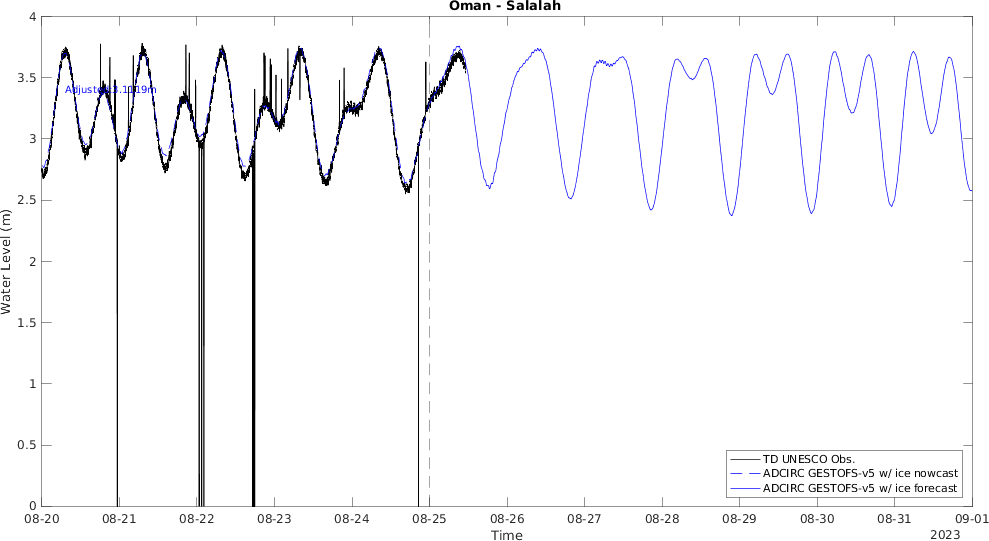 Oman - Salalah
4
3.5
3
2.5
2
1.5
1
0.5
0
Water Level (m)
08-20 08-21 08-22 08-23 08-24 08-25 08-26 08-27 08-28 08-29 08-30 08-31 09-01
Time
2023
TD UNESCO Obs.
ADCIRC GESTOFS-v5 w/ ice nowcast
ADCIRC GESTOFS-v5 w/ ice forecast